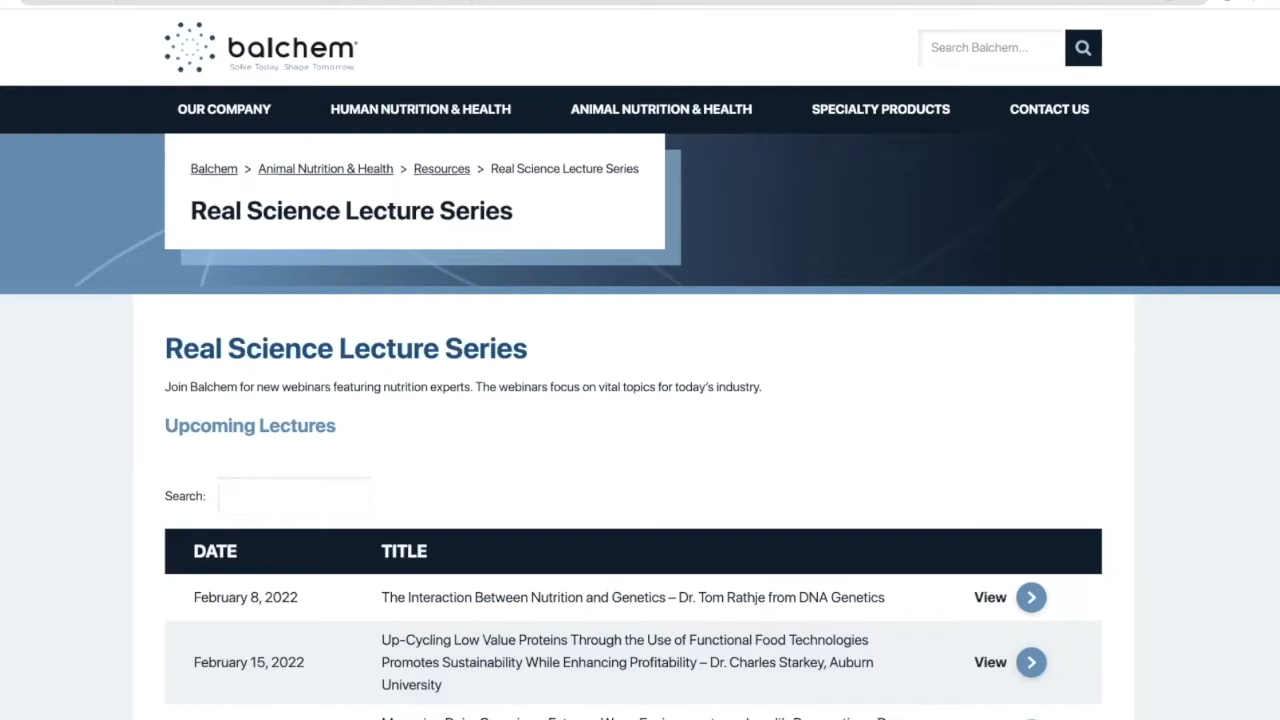 balchem
Solve Today. Shape Tomorrow.
Search Balchem...
OUR COMPANY HUMAN NUTRITION & HEALTH ANIMAL NUTRITION & HEALTH SPECIALTY PRODUCTS CONTACT US
Balchem > Animal Nutrition & Health > Resources > Real Science Lecture Series
Real Science Lecture Series
Real Science Lecture Series
Join Balchem for new webinars featuring nutrition experts. The webinars focus on vital topics for today's industry.
Upcoming Lectures
Search:
DATE TITLE
February 8, 2022 The Interaction Between Nutrition and Genetics – Dr. Tom Rathje from DNA Genetics View
Up-Cycling Low Value Proteins Through the Use of Functional Food Technologies
February 15, 2022 Promotes Sustainability While Enhancing Profitability – Dr. Charles Starkey, Auburn View
University